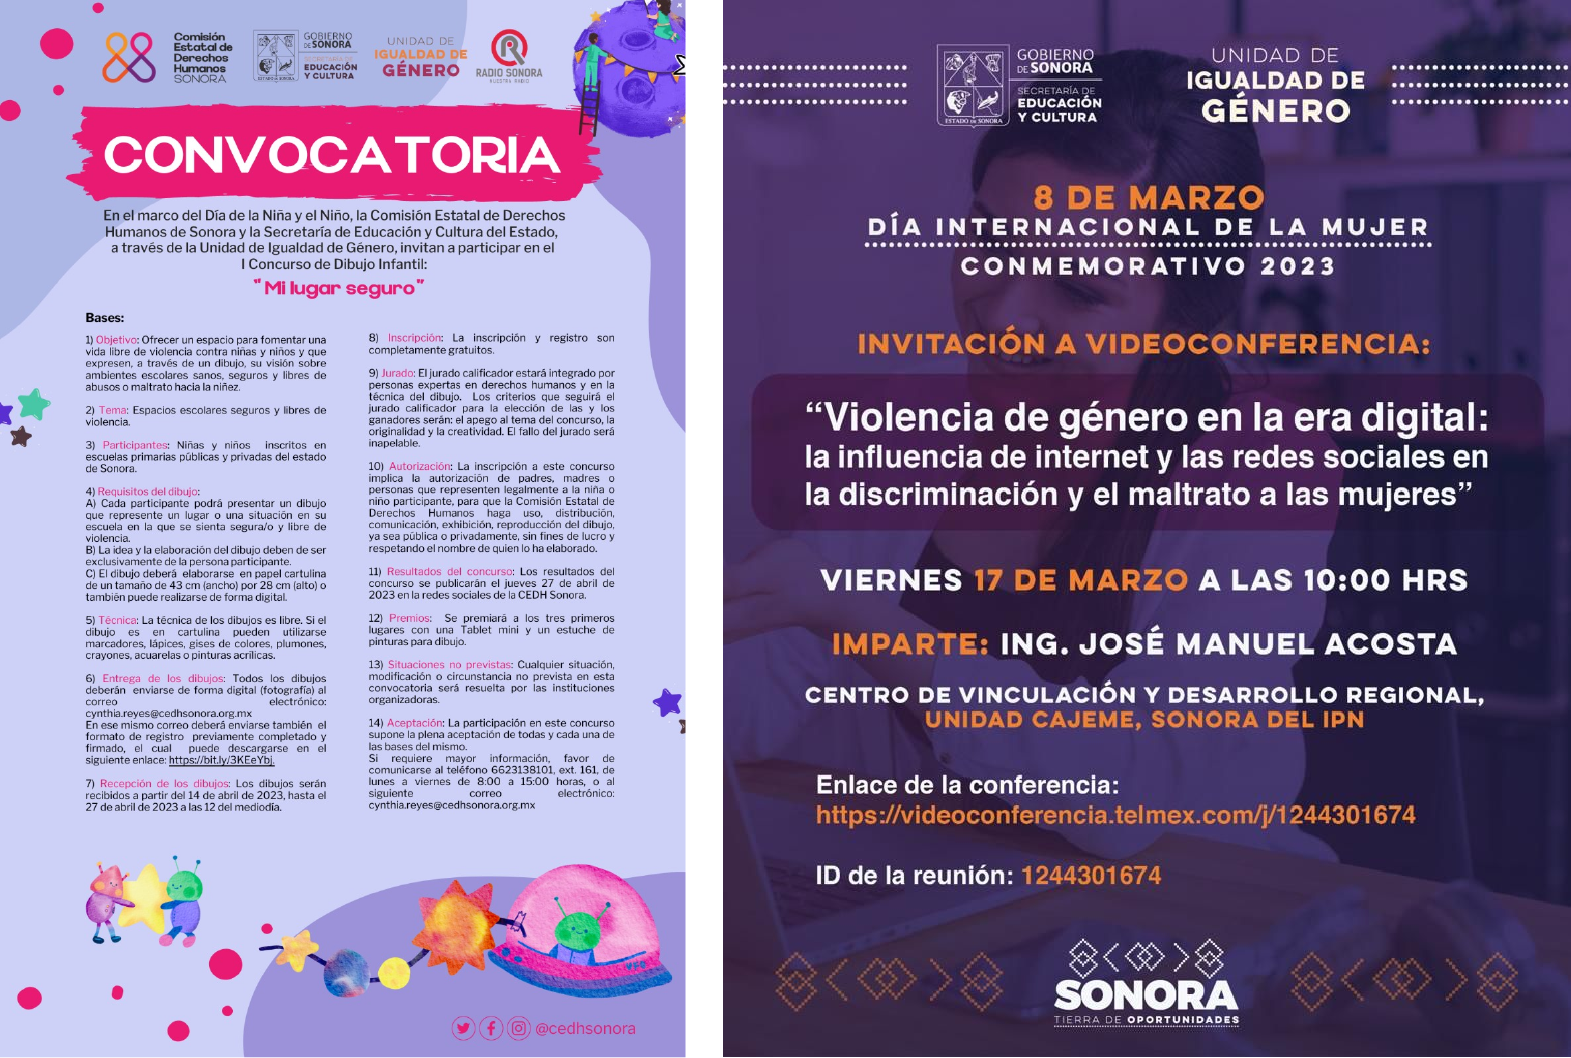 Comisión
Estatal de
Derechos
Humanos
SONORA
GOBIERNO
DE SONORA
SECRETARÍA DE
EDUCACIÓN
Y CULTURA
UNIDAD DE
IGUALDAD DE
GÉNERO
RADIO SONORA
NUESTRA RADIO
CONVOCATORIA
En el marco del Día de la Niña y el Niño, la Comisión Estatal de Derechos
Humanos de Sonora y la Secretaría de Educación y Cultura del Estado,
a través de la Unidad de Igualdad de Género, invitan a participar en el
I Concurso de Dibujo Infantil:
"Mi lugar seguro"
Bases:
1) Objetivo: Ofrecer un espacio para fomentar una
vida libre de violencia contra niñas y niños y que
expresen, a través de un dibujo, su visión sobre
ambientes escolares sanos, seguros y libres de
abusos o maltrato hacia la niñez.
2) Tema: Espacios escolares seguros y libres de
violencia.
3) Participantes: Niñas y niños inscritos en
escuelas primarias públicas y privadas del estado
de Sonora.
4) Requisitos del dibujo:
A) Cada participante podrá presentar un dibujo
que represente un lugar o una situación en su
escuela en la que se sienta segura/o y libre de
violencia.
B) La idea y la elaboración del dibujo deben de ser
exclusivamente de la persona participante.
C) El dibujo deberá elaborarse en papel cartulina
de un tamaño de 43 cm (ancho) por 28 cm (alto) o
también puede realizarse de forma digital.
5) Técnica: La técnica de los dibujos es libre. Si el
dibujo es en cartulina pueden utilizarse
marcadores, lápices, gises de colores, plumones,
crayones, acuarelas o pinturas acrílicas.
6) Entrega de los dibujos: Todos los dibujos
deberán enviarse de forma digital (fotografía) al
correo electrónico:
cynthia.reyes@cedhsonora.org.mx
En ese mismo correo deberá enviarse también el
formato de registro previamente completado y
firmado, el cual puede descargarse en el
siguiente enlace: https://bit.ly/3KEeYbj.
7) Recepción de los dibujos: Los dibujos serán
recibidos a partir del 14 de abril de 2023, hasta el
27 de abril de 2023 a las 12 del mediodía.
8) Inscripción: La inscripción y registro son
completamente gratuitos.
9) Jurado: El jurado calificador estará integrado por
personas expertas en derechos humanos y en la
técnica del dibujo. Los criterios que seguirá el
jurado calificador para la elección de las y los
ganadores serán: el apego al tema del concurso, la
originalidad y la creatividad. El fallo del jurado será
inapelable.
10) Autorización: La inscripción a este concurso
implica la autorización de padres, madres o
personas que representen legalmente a la niña o
niño participante, para que la Comisión Estatal de
Derechos Humanos haga uso, distribución,
comunicación, exhibición, reproducción del dibujo,
ya sea pública o privadamente, sin fines de lucro y
respetando el nombre de quien lo ha elaborado.
11) Resultados del concurso: Los resultados del
concurso se publicarán el jueves 27 de abril de
2023 en la redes sociales de la CEDH Sonora.
12) Premios: Se premiará a los tres primeros
lugares con una Tablet mini y un estuche de
pinturas para dibujo.
13) Situaciones no previstas: Cualquier situación,
modificación o circunstancia no prevista en esta
convocatoria será resuelta por las instituciones
organizadoras.
14) Aceptación: La participación en este concurso
supone la plena aceptación de todas y cada una de
las bases del mismo.
Si requiere mayor información, favor de
comunicarse al teléfono 6623138101, ext. 161, de
lunes a viernes de 8:00 a 15:00 horas, o al
siguiente correo electrónico:
cynthia.reyes@cedhsonora.org.mx
@cedhsonora
GOBIERNO
DE SONORA
SECRETARÍA DE
EDUCACIÓN
Y CULTURA
ESTADO DE SONORA
UNIDAD DE
IGUALDAD DE
GÉNERO
8 DE MARZO
DÍA INTERNACIONAL DE LA MUJER
CONMEMORATIVO 2023
INVITACIÓN A VIDEOCONFERENCIA:
“Violencia de género en la era digital:
la influencia de internet y las redes sociales en
la discriminación y el maltrato a las mujeres”
VIERNES 17 DE MARZO A LAS 10:00 HRS
IMPARTE: ING. JOSÉ MANUEL ACOSTA
CENTRO DE VINCULACIÓN Y DESARROLLO REGIONAL,
UNIDAD CAJEME, SONORA DEL IPN
Enlace de la conferencia:
https://videoconferencia.telmex.com/j/1244301674
ID de la reunión: 1244301674
SONORA
TIERRA DE OPORTUNIDADES